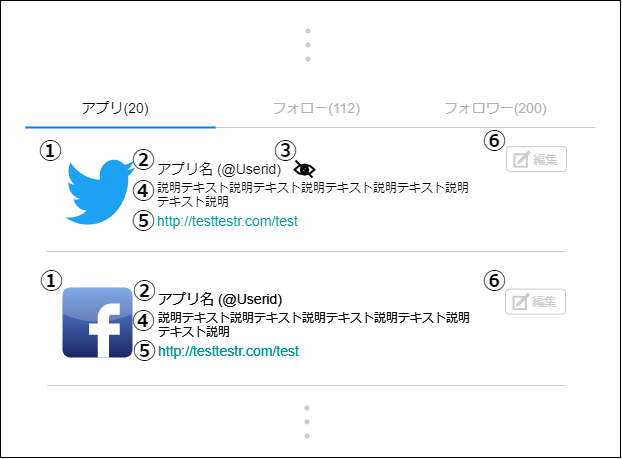 アプリ(20) フォロー(112) フォロワー(200)
① ② アプリ名 (@Userid) ③ ⑥ 編集
④ 説明テキスト説明テキスト説明テキスト説明テキスト説明
テキスト説明
⑤ http://testtestr.com/test
① ② アプリ名 (@Userid) ⑥ 編集
④ 説明テキスト説明テキスト説明テキスト説明テキスト説明
テキスト説明
⑤ http://testtestr.com/test